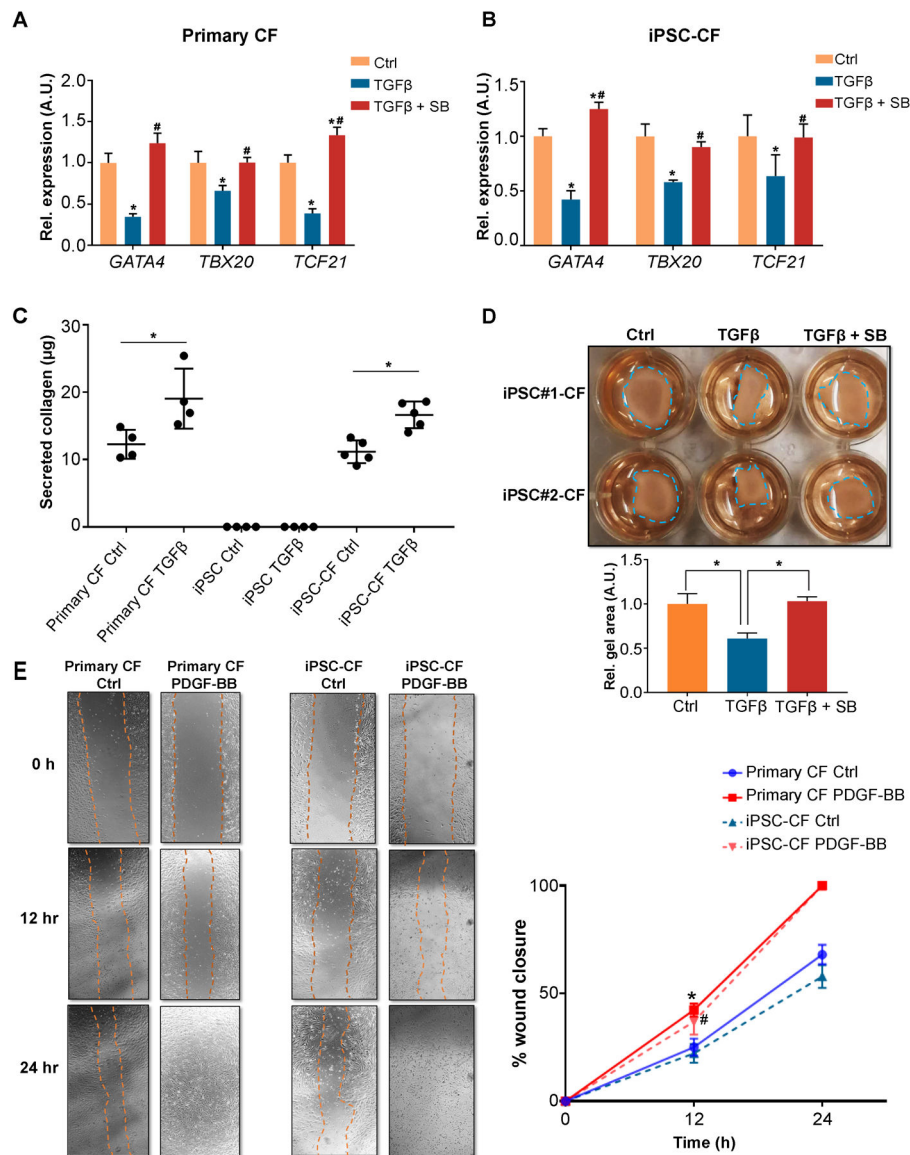 A
Primary CF
Ctrl
TGFβ
TGFβ + SB
Rel. expression (A.U.)
2.0
1.5
1.0
0.5
0.0
*
#
*
#
*
*#
GATA4
TBX20
TCF21
B
iPSC-CF
Ctrl
TGFβ
TGFβ + SB
Rel. expression (A.U.)
1.5
1.0
0.5
0.0
*
*#
*
#
*
#
GATA4
TBX20
TCF21
C
Secreted collagen (µg)
30
20
10
0
*
*
Primary CF Ctrl
Primary CF TGFβ
iPSC Ctrl
iPSC TGFβ
iPSC-CF Ctrl
iPSC-CF TGFβ
D
Ctrl
TGFβ
TGFβ + SB
iPSC#1-CF
iPSC#2-CF
Rel. gel area (A.U.)
1.5
1.0
0.5
0.0
*
*
Ctrl
TGFβ
TGFβ + SB
E
Primary CF
Ctrl
Primary CF
PDGF-BB
iPSC-CF
Ctrl
iPSC-CF
PDGF-BB
0 h
12 hr
24 hr
Primary CF Ctrl
Primary CF PDGF-BB
iPSC-CF Ctrl
iPSC-CF PDGF-BB
% wound closure
100
50
0
*
#
0
12
24
Time (h)